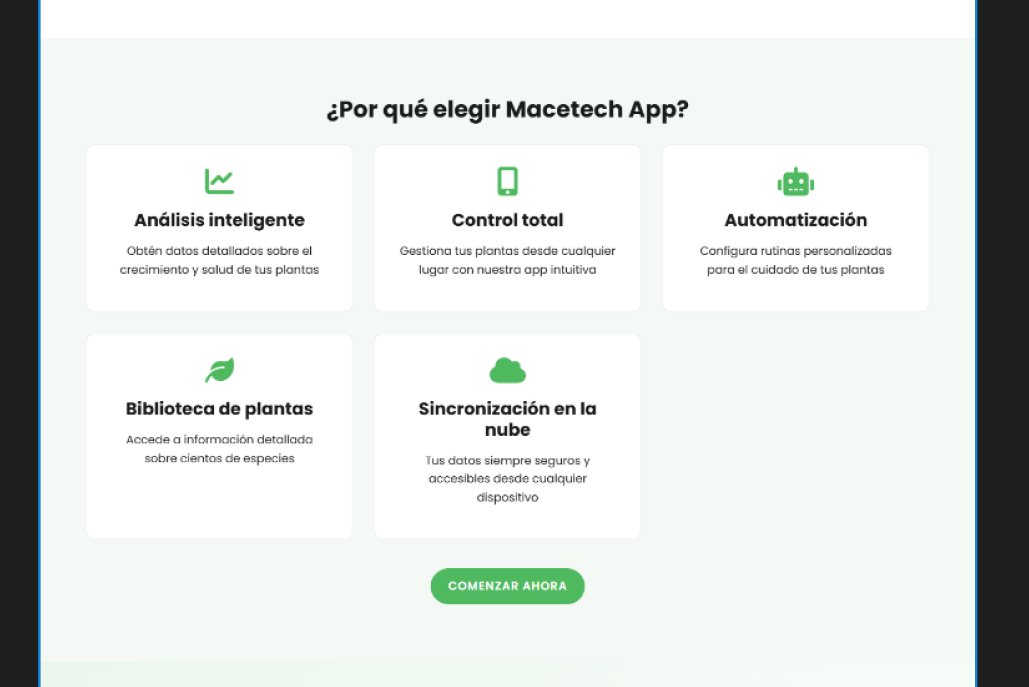 ¿Por qué elegir Macetech App?
Análisis inteligente
Obtén datos detallados sobre el
crecimiento y salud de tus plantas
Control total
Gestiona tus plantas desde cualquier
lugar con nuestra app intuitiva
Automatización
Configura rutinas personalizadas
para el cuidado de tus plantas
Biblioteca de plantas
Accede a información detallada
sobre cientos de especies
Sincronización en la
nube
Tus datos siempre seguros y
accesibles desde cualquier
dispositivo
COMENZAR AHORA